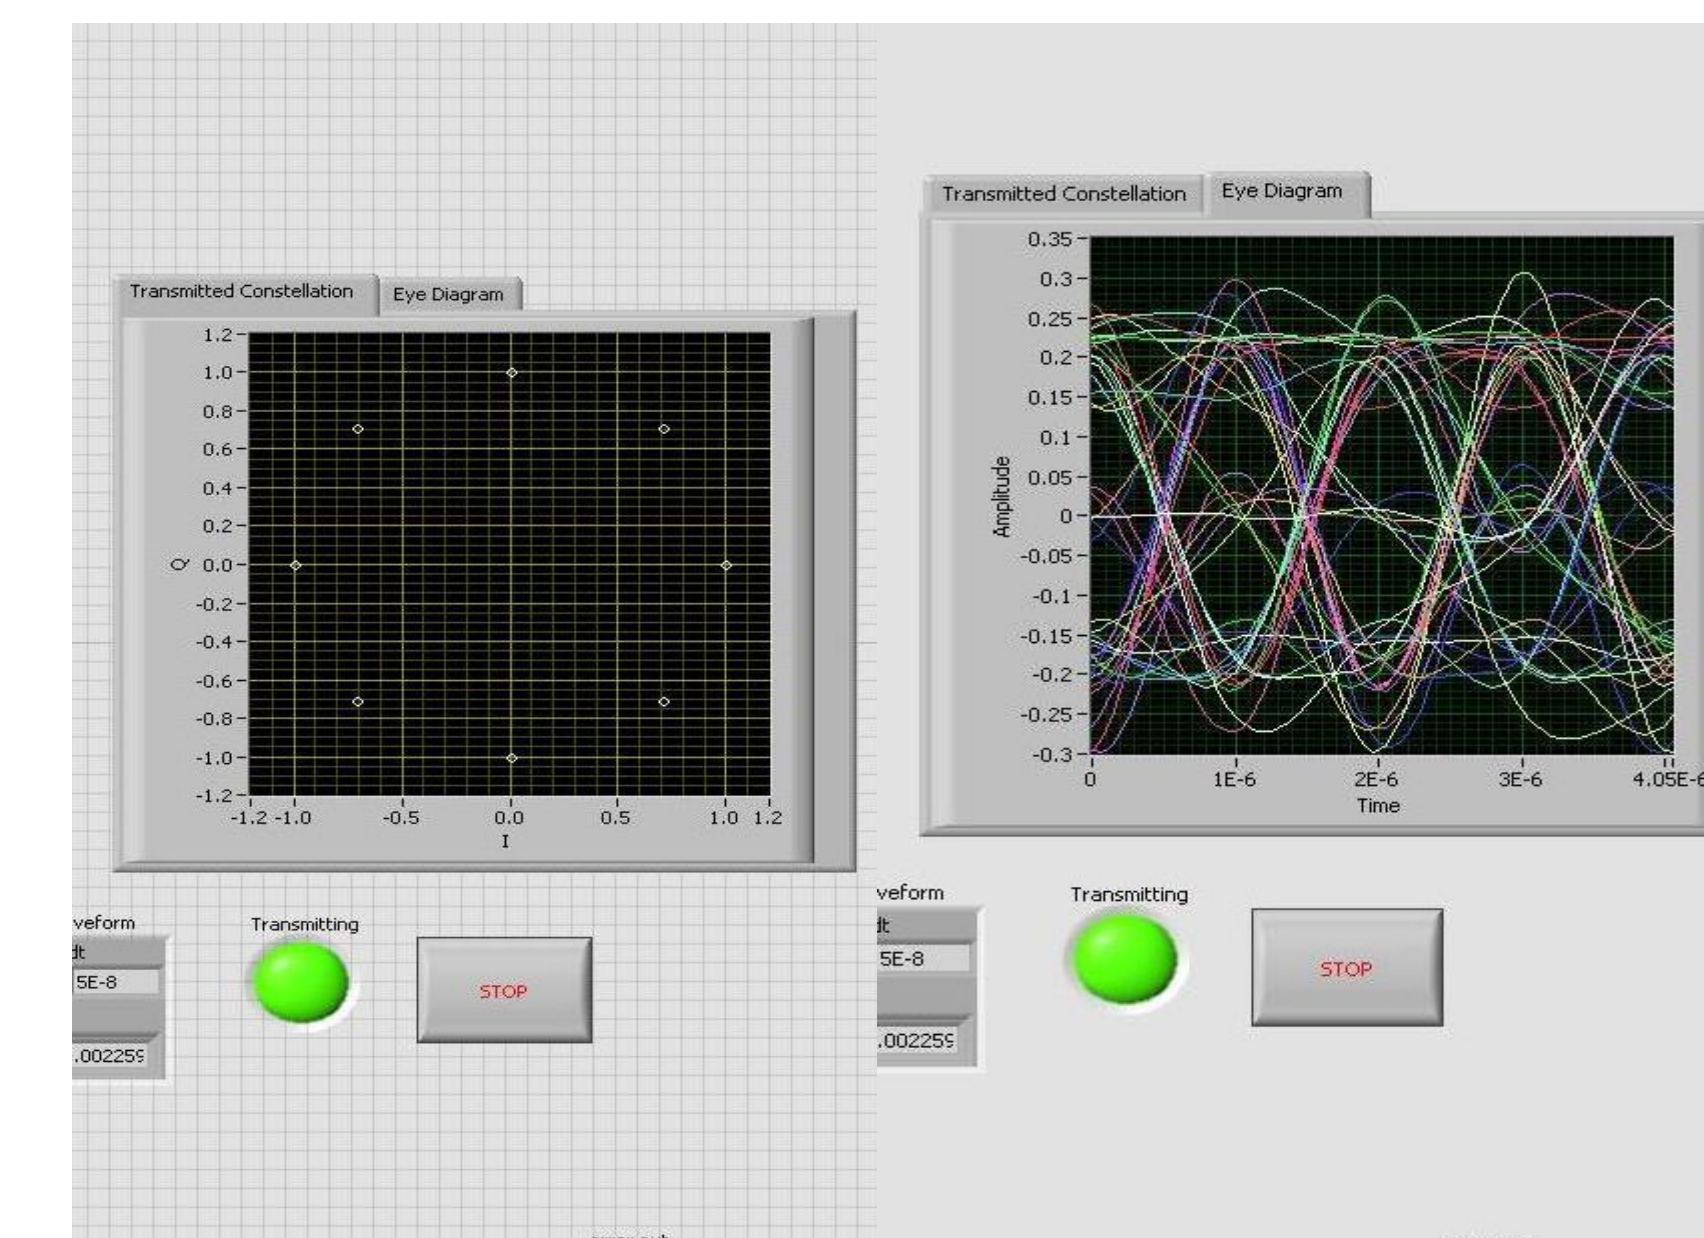 Transmitted Constellation
Eye Diagram
1.2
1.0
0.8
0.6
0.4
0.2
Q 0.0
-0.2
-0.4
-0.6
-0.8
-1.0
-1.2
-1.2 -1.0 -0.5 0.0 0.5 1.0 1.2
I
veform
dt
5E-8
.002259
Transmitting
STOP
Transmitted Constellation
Eye Diagram
0.35
0.3
0.25
0.2
0.15
0.1
0.05
0
-0.05
-0.1
-0.15
-0.2
-0.25
-0.3
Amplitude
0 1E-6 2E-6 3E-6 4.05E-6
Time
veform
dt
5E-8
.002259
Transmitting
STOP